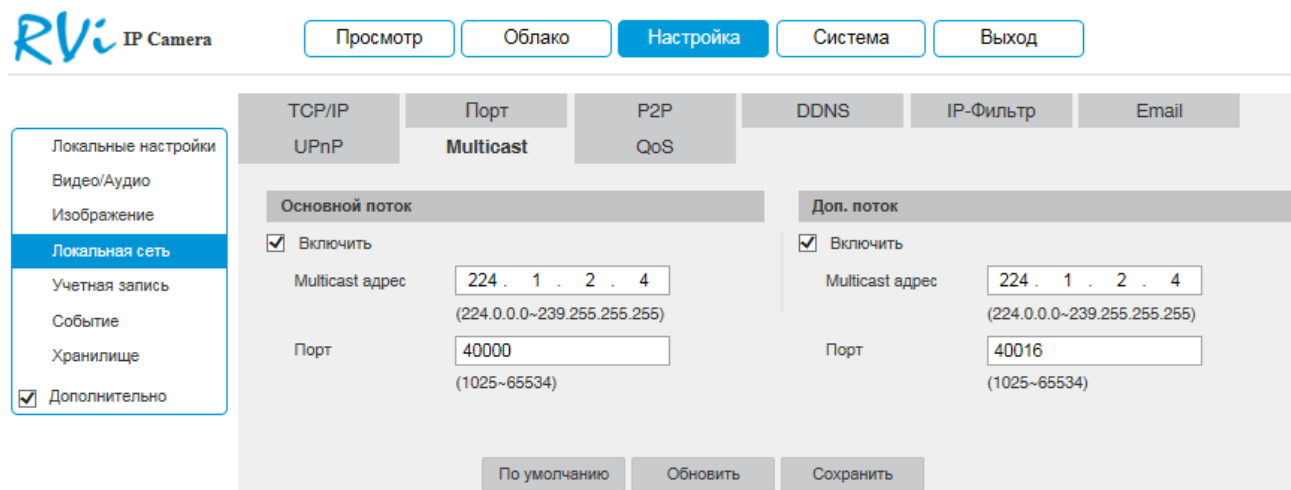 RVi IP Camera
Просмотр Облако Настройка Система Выход
TCP/IP Порт P2P DDNS IP-Фильтр Email
UPnP Multicast QoS
Локальные настройки
Видео/Аудио
Изображение
Локальная сеть
Учетная запись
Событие
Хранилище
Дополнительно
Основной поток
Включить
Multicast адрес 224 . 1 . 2 . 4
(224.0.0.0~239.255.255.255)
Порт 40000
(1025~65534)
Доп. поток
Включить
Multicast адрес 224 . 1 . 2 . 4
(224.0.0.0~239.255.255.255)
Порт 40016
(1025~65534)
По умолчанию Обновить Сохранить